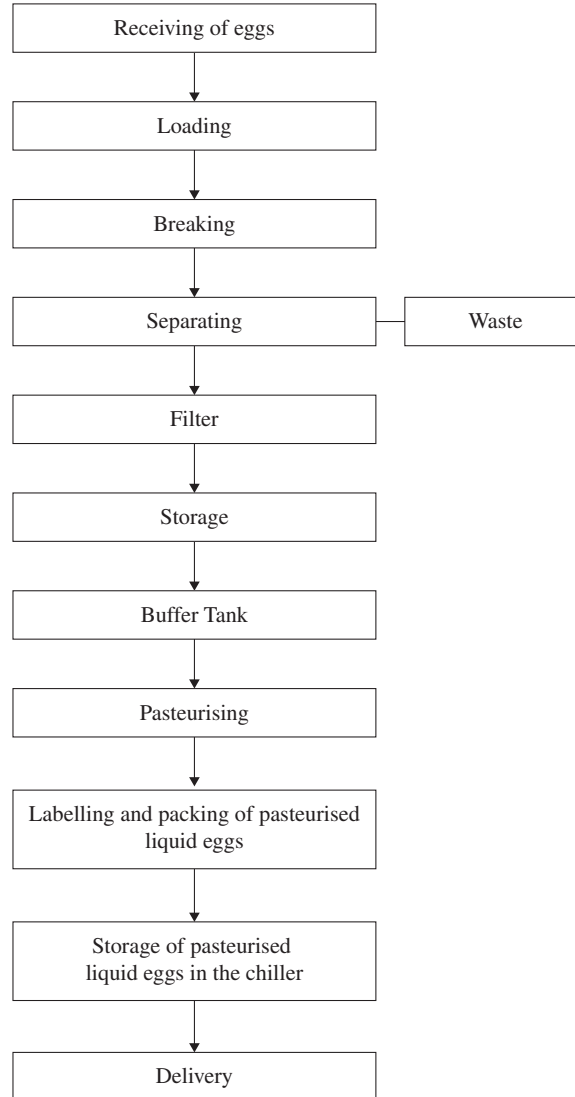 Receiving of eggs
Loading
Breaking
Separating
Waste
Filter
Storage
Buffer Tank
Pasteurising
Labelling and packing of pasteurised
liquid eggs
Storage of pasteurised
liquid eggs in the chiller
Delivery